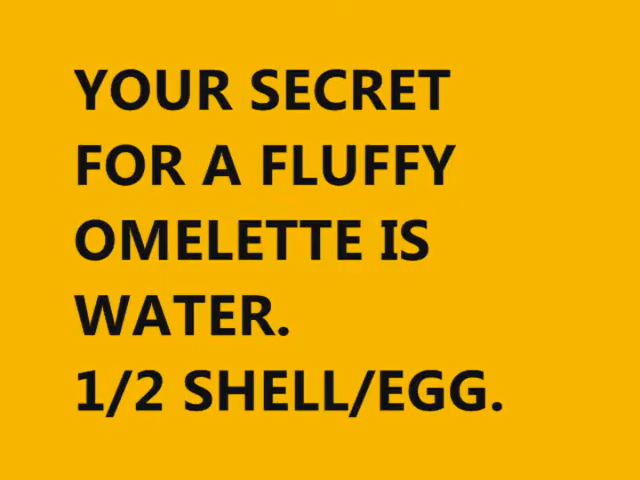 YOUR SECRET
FOR A FLUFFY
OMELETTE IS
WATER.
1/2 SHELL/EGG.